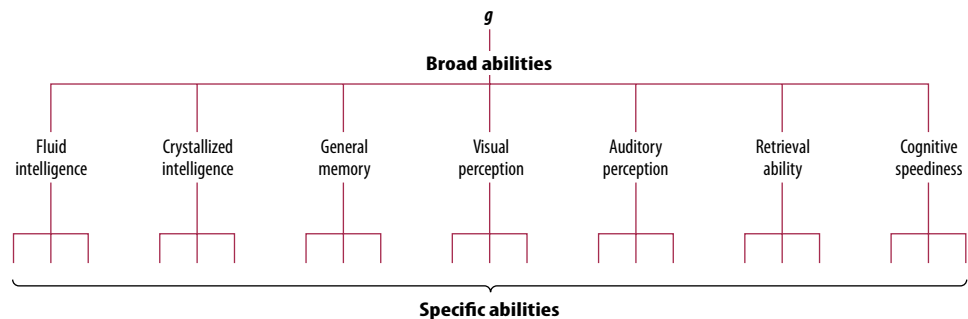 g
Broad abilities
Fluid
intelligence
Crystallized
intelligence
General
memory
Visual
perception
Auditory
perception
Retrieval
ability
Cognitive
speediness
Specific abilities